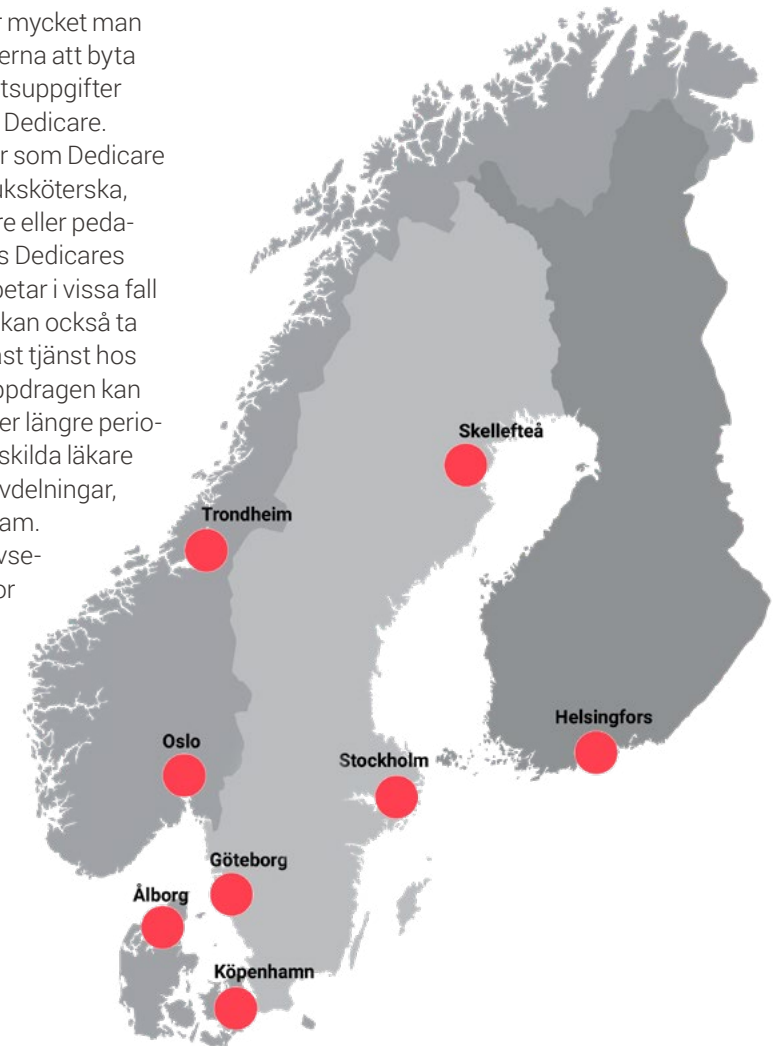 r mycket man
erna att byta
tsuppgifter
Dedicare.
r som Dedicare
uksköterska,
re eller peda-
s Dedicares
betar i vissa fall
kan också ta
ast tjänst hos
ppdragen kan
er längre perio-
skilda läkare
vdelningar,
am.
vse-
or
Skellefteå
Trondheim
Helsingfors
Oslo
Stockholm
Göteborg
Ålborg
Köpenhamn